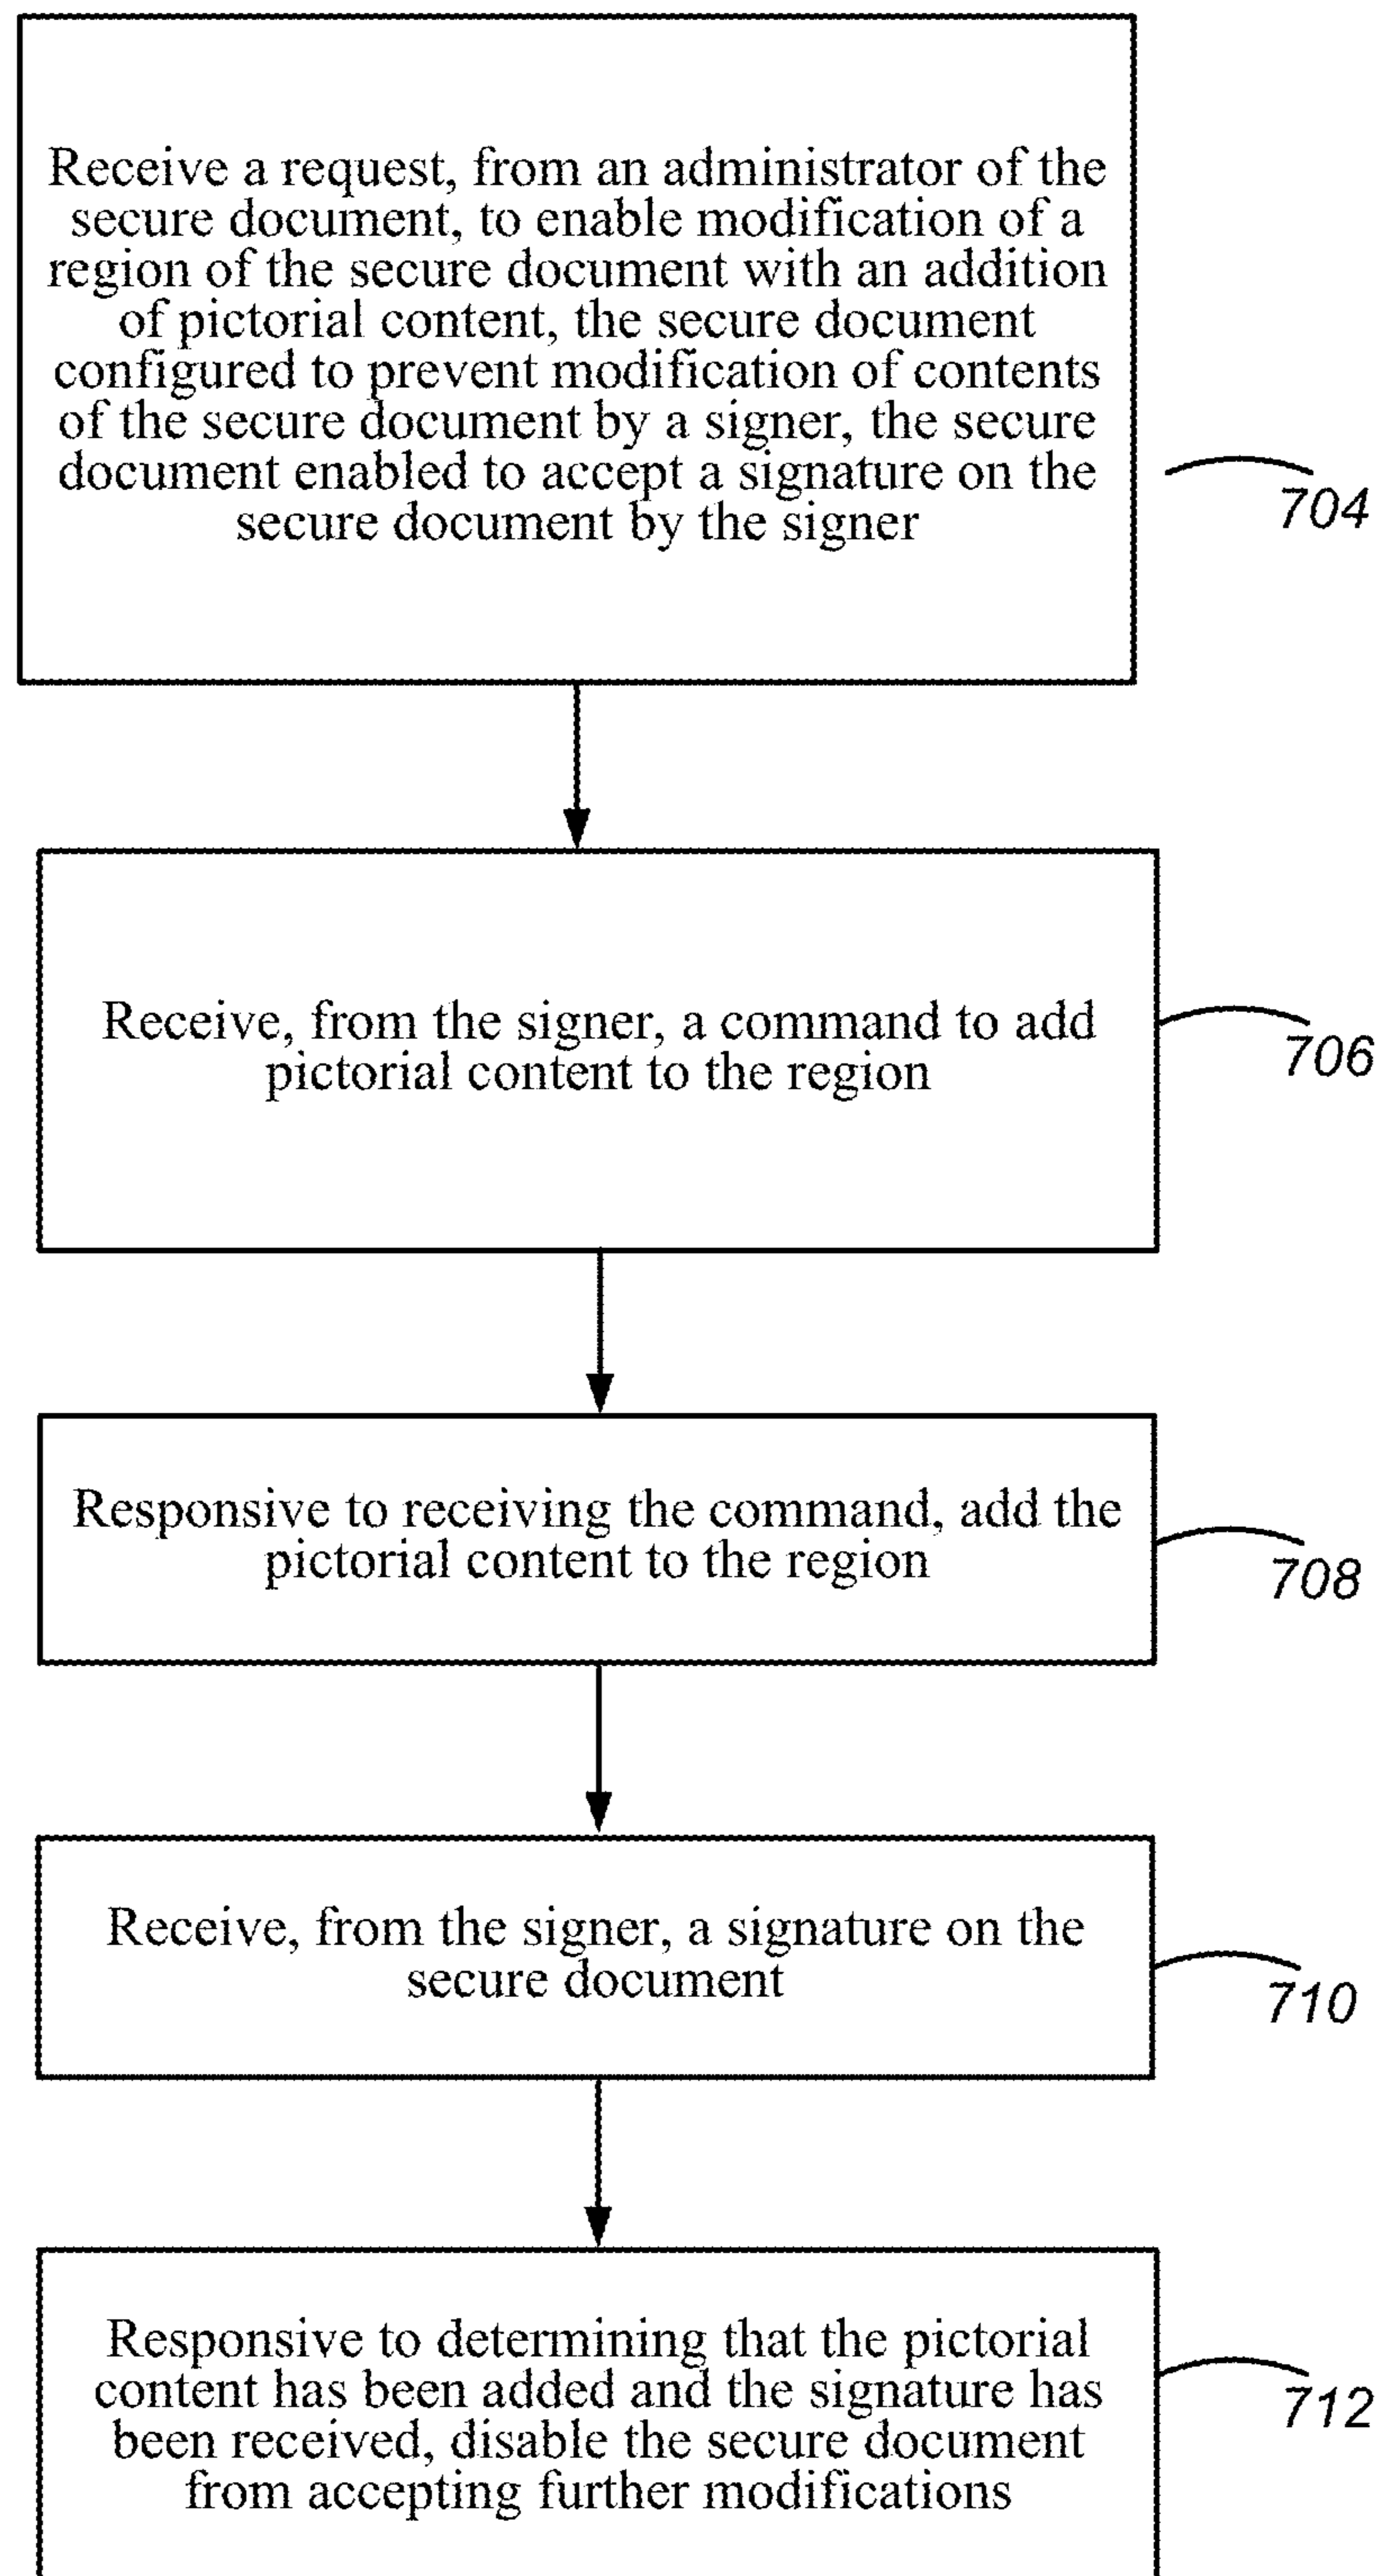 Receive a request, from an administrator of the
secure document, to enable modification of a
region of the secure document with an addition
of pictorial content, the secure document
configured to prevent modification of contents
of the secure document by a signer, the secure
document enabled to accept a signature on the
secure document by the signer
704
Receive, from the signer, a command to add
pictorial content to the region
706
Responsive to receiving the command, add the
pictorial content to the region
708
Receive, from the signer, a signature on the
secure document
710
Responsive to determining that the pictorial
content has been added and the signature has
been received, disable the secure document
from accepting further modifications
712